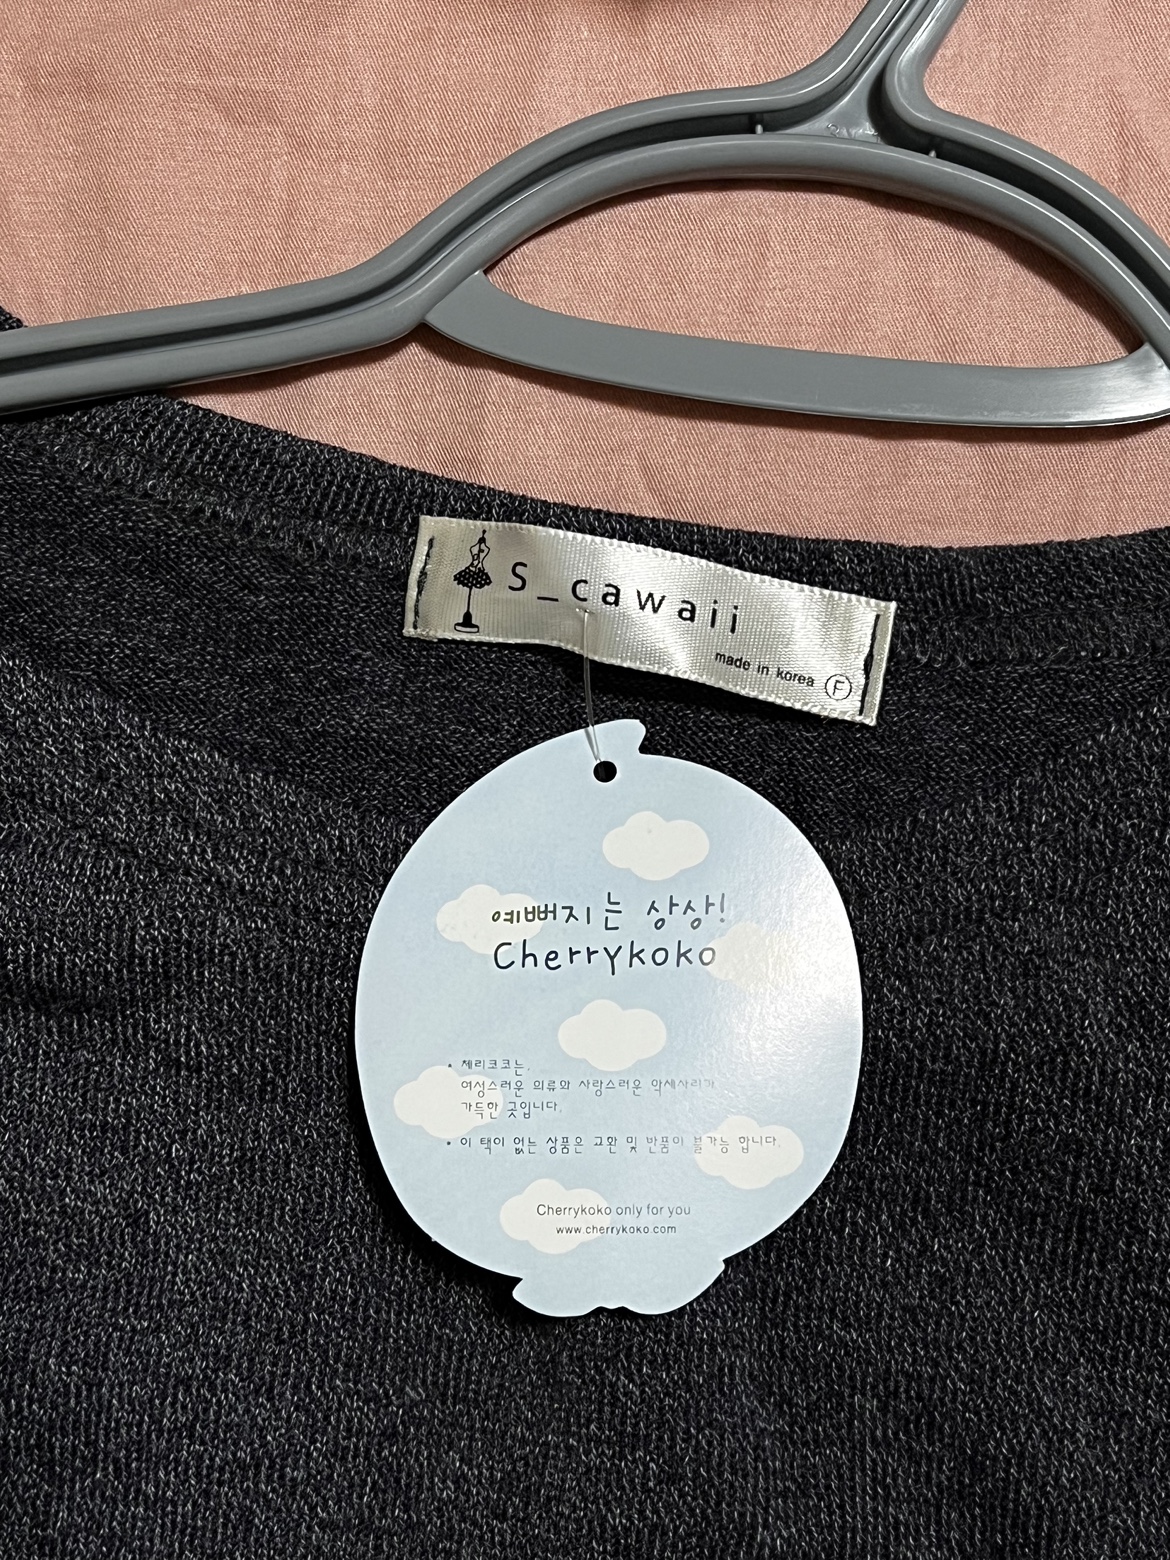 S_cawaii
made in korea F
예뻐지는 상상!
Cherrykoko
• 체리코코는,
여성스러운 의류와 사랑스러운 악세사리가
가득한 곳입니다.
• 이 택이 없는 상품은 교환 및 반품이 불가능 합니다.
Cherrykoko only for you
www.cherrykoko.com